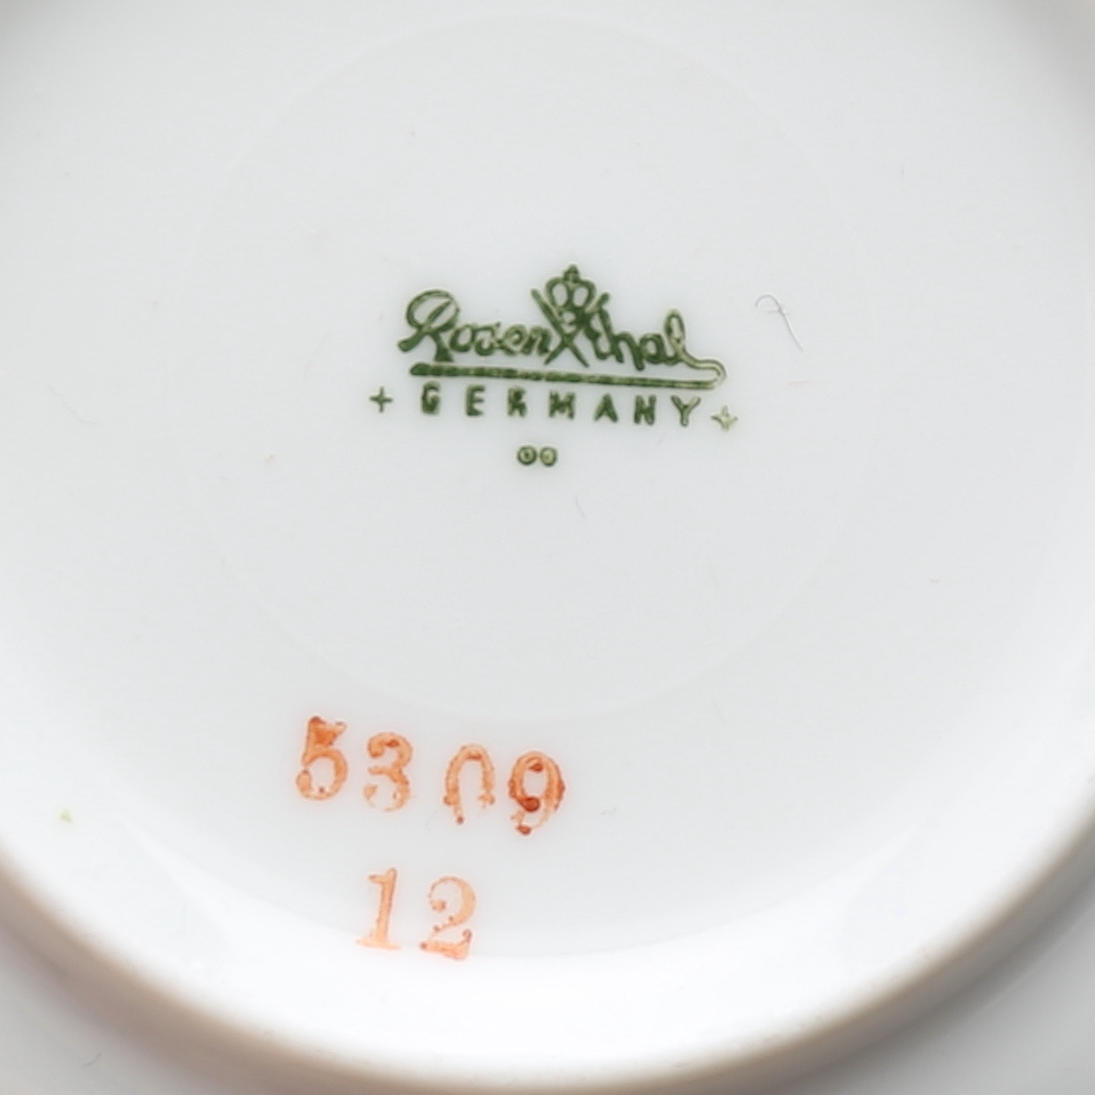 Rosenthal
+ GERMANY +
5309
12